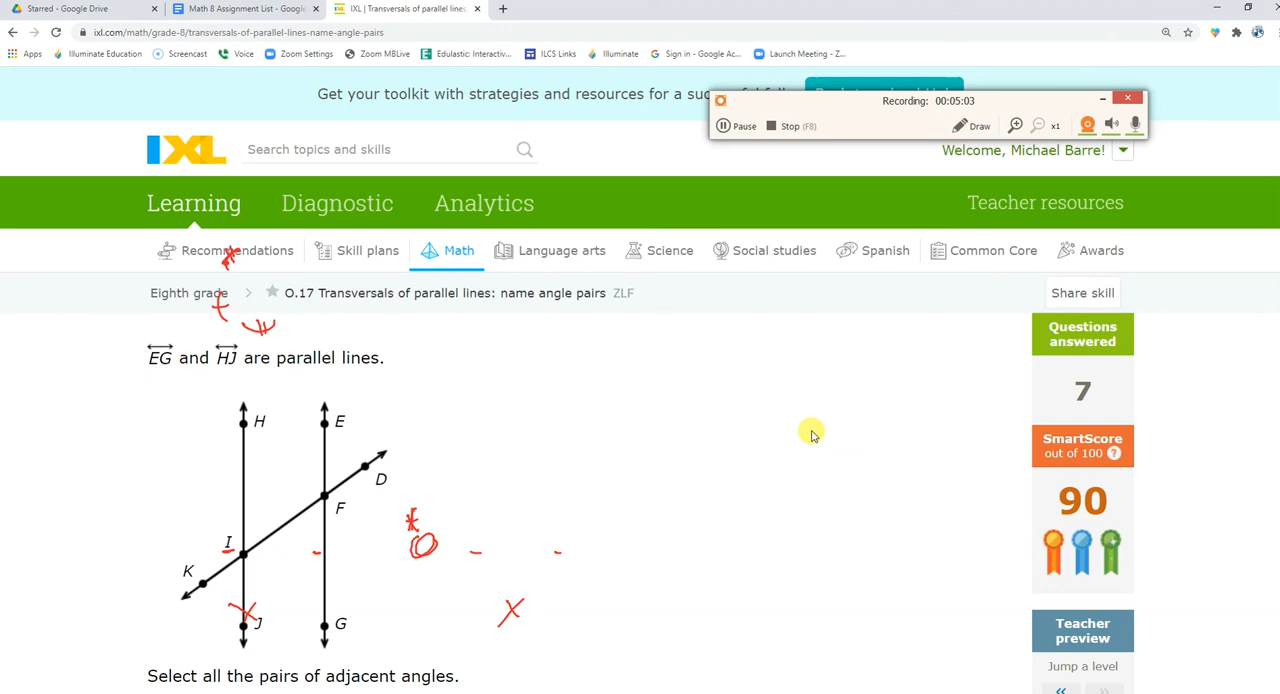 Starred - Google Drive
Math 8 Assignment List - Google
IXL | Transversals of parallel lines:
ixl.com/math/grade-8/transversals-of-parallel-lines-name-angle-pairs
Apps Illuminate Education Screencast Voice Zoom Settings Zoom MBLive Edulastic Interactiv... ILCS Links Illuminate Sign in - Google Ac... Launch Meeting - Z...
Get your toolkit with strategies and resources for a suc
Recording: 00:05:03
Pause Stop (F8) Draw x1
IXL Search topics and skills
Welcome, Michael Barre!
Learning Diagnostic Analytics Teacher resources
Recommendations Skill plans Math Language arts Science Social studies Spanish Common Core Awards
Eighth grade > O.17 Transversals of parallel lines: name angle pairs ZLF Share skill
EG and HJ are parallel lines.
H E
D
F
I
K
J G
Select all the pairs of adjacent angles.
Questions
answered
7
SmartScore
out of 100 ?
90
Teacher
preview
Jump a level